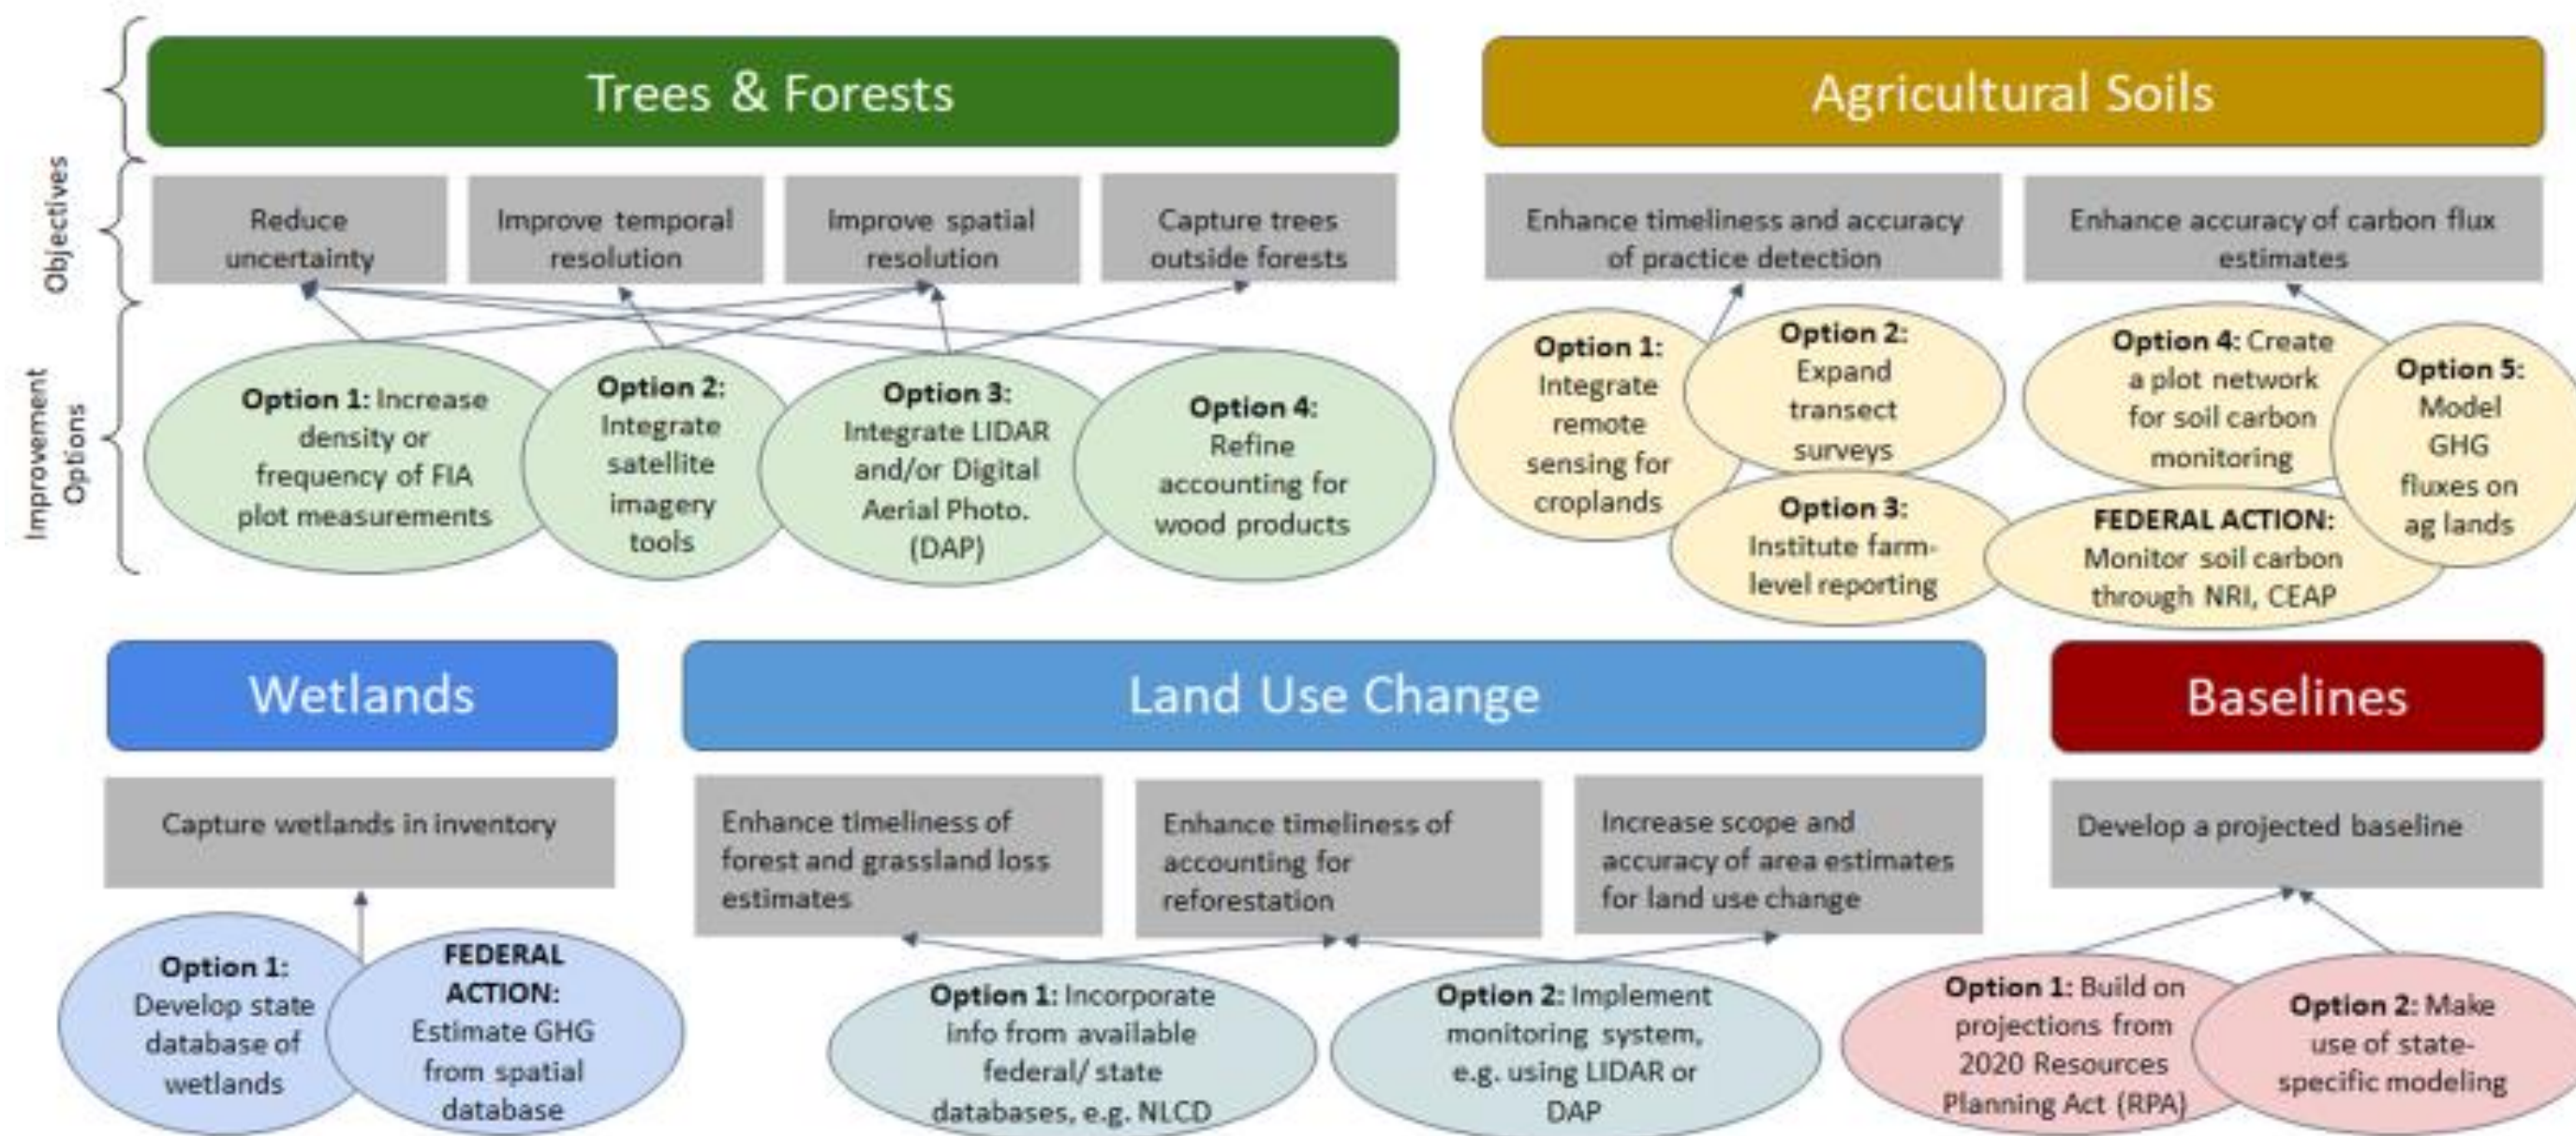 Trees & Forests
Agricultural Soils
Objectives
Reduce
uncertainty
Improve temporal
resolution
Improve spatial
resolution
Capture trees
outside forests
Enhance timeliness and accuracy
of practice detection
Enhance accuracy of carbon flux
estimates
Improvement
Options
Option 1: Increase
density or
frequency of FIA
plot measurements
Option 2:
Integrate
satellite
imagery
tools
Option 3:
Integrate LIDAR
and/or Digital
Aerial Photo.
(DAP)
Option 4:
Refine
accounting for
wood products
Option 1:
Integrate
remote
sensing for
croplands
Option 2:
Expand
transect
surveys
Option 3:
Institute farm-
level reporting
Option 4: Create
a plot network
for soil carbon
monitoring
FEDERAL ACTION:
Monitor soil carbon
through NRI, CEAP
Option 5:
Model
GHG
fluxes on
ag lands
Wetlands
Land Use Change
Baselines
Capture wetlands in inventory
Enhance timeliness of
forest and grassland loss
estimates
Enhance timeliness of
accounting for
reforestation
Increase scope and
accuracy of area estimates
for land use change
Develop a projected baseline
Option 1:
Develop state
database of
wetlands
FEDERAL
ACTION:
Estimate GHG
from spatial
database
Option 1: Incorporate
info from available
federal/ state
databases, e.g. NLCD
Option 2: Implement
monitoring system,
e.g. using LIDAR or
DAP
Option 1: Build on
projections from
2020 Resources
Planning Act (RPA)
Option 2: Make
use of state-
specific modeling